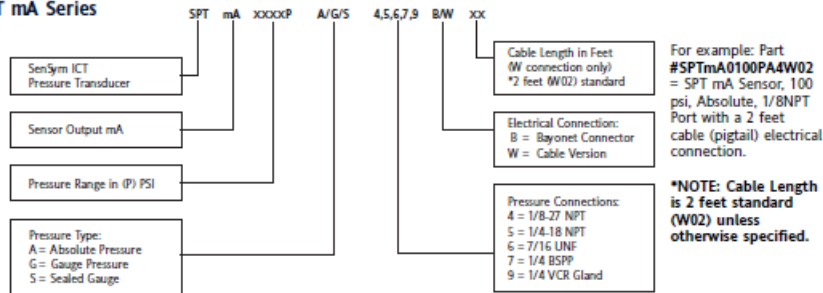 T mA Series
SPT mA XXXXP A/G/S 4,5,6,7,9 B/W XX
SenSym ICT
Pressure Transducer
Sensor Output mA
Pressure Range in (P) PSI
Pressure Type:
A = Absolute Pressure
G = Gauge Pressure
S = Sealed Gauge
Cable Length in Feet
(W connection only)
*2 feet (W02) standard
Electrical Connection:
B = Bayonet Connector
W = Cable Version
Pressure Connections:
4 = 1/8-27 NPT
5 = 1/4-18 NPT
6 = 7/16 UNF
7 = 1/4 BSPP
9 = 1/4 VCR Gland
For example: Part
#SPTmA0100PA4W02
= SPT mA Sensor, 100
psi, Absolute, 1/8NPT
Port with a 2 feet
cable (pigtail) electrical
connection.
*NOTE: Cable Length
is 2 feet standard
(W02) unless
otherwise specified.